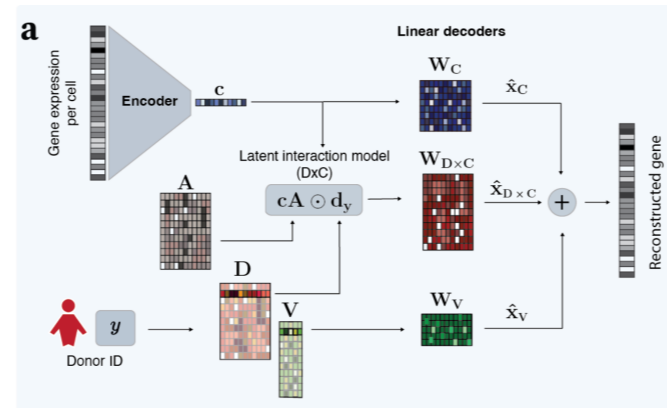 a
Linear decoders
Gene expression
per cell
Encoder
c
W_C
x̂_C
Latent interaction model
(DxC)
A
cA ⊙ d_y
W_D×C
x̂_D×C
+
Reconstructed gene
D
V
W_V
x̂_V
y
Donor ID